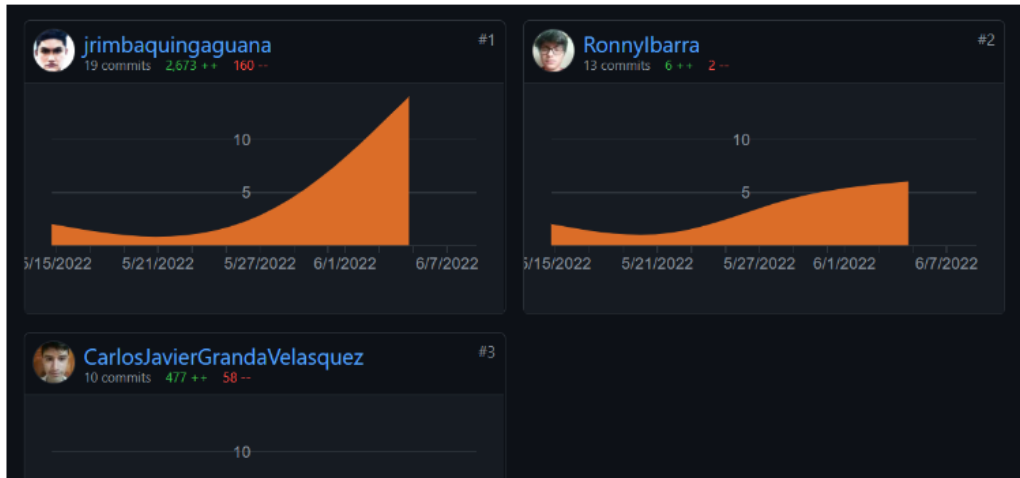 jrimbaquingaguana #1
19 commits 2,673 ++ 160 --
10
5
5/15/2022 5/21/2022 5/27/2022 6/1/2022 6/7/2022
RonnyIbarra #2
13 commits 6 ++ 2 --
10
5
5/15/2022 5/21/2022 5/27/2022 6/1/2022 6/7/2022
CarlosJavierGrandaVelasquez #3
10 commits 477 ++ 58 --
10